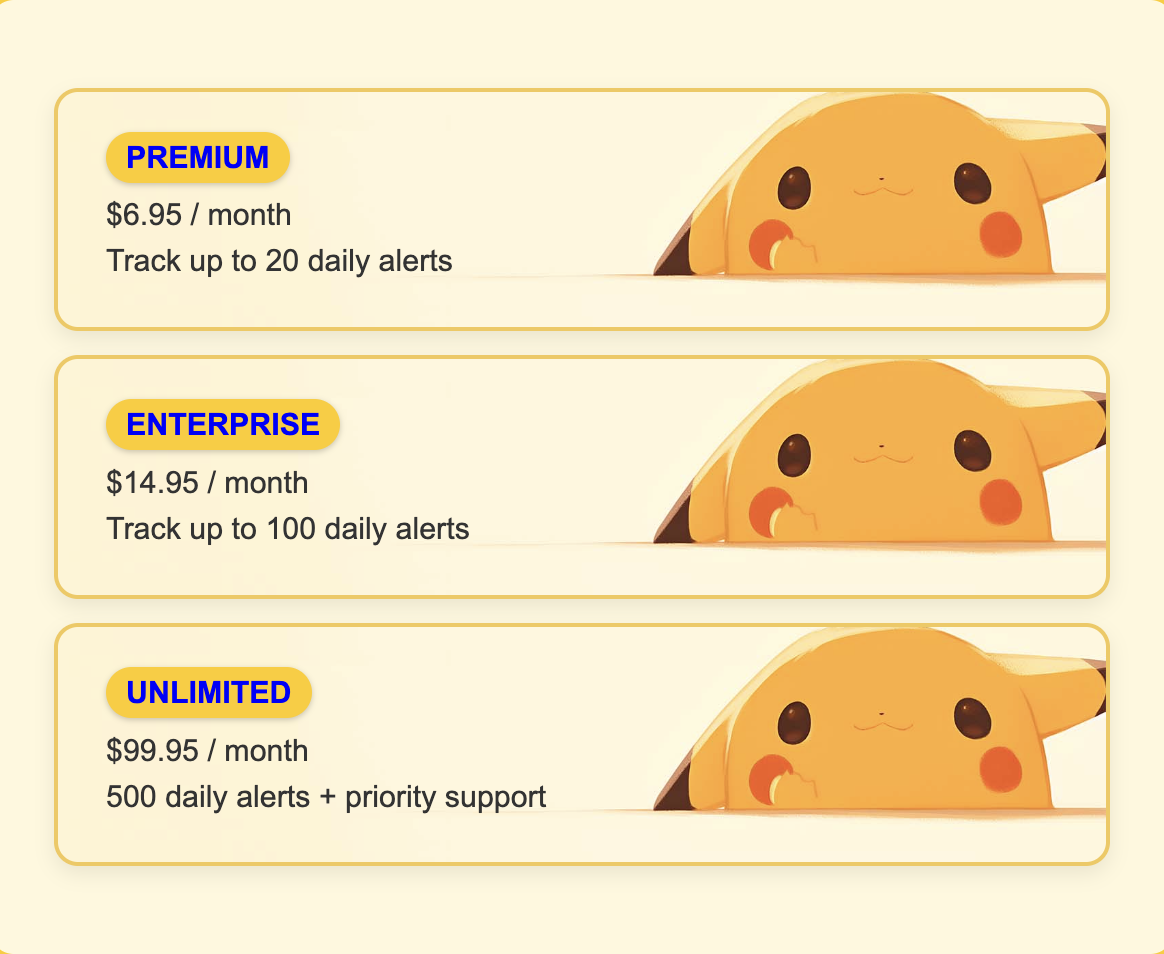 PREMIUM
$6.95 / month
Track up to 20 daily alerts
ENTERPRISE
$14.95 / month
Track up to 100 daily alerts
UNLIMITED
$99.95 / month
500 daily alerts + priority support